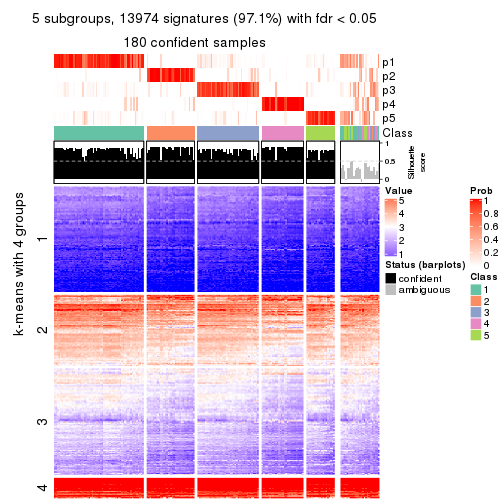 5 subgroups, 13974 signatures (97.1%) with fdr < 0.05
180 confident samples
p1
p2
p3
p4
p5
Class
1
0.5
0
Silhouette
score
k-means with 4 groups
1
2
3
4
Value
5
4
3
2
1
Status (barplots)
confident
ambiguous
Prob
1
0.8
0.6
0.4
0.2
0
Class
1
2
3
4
5